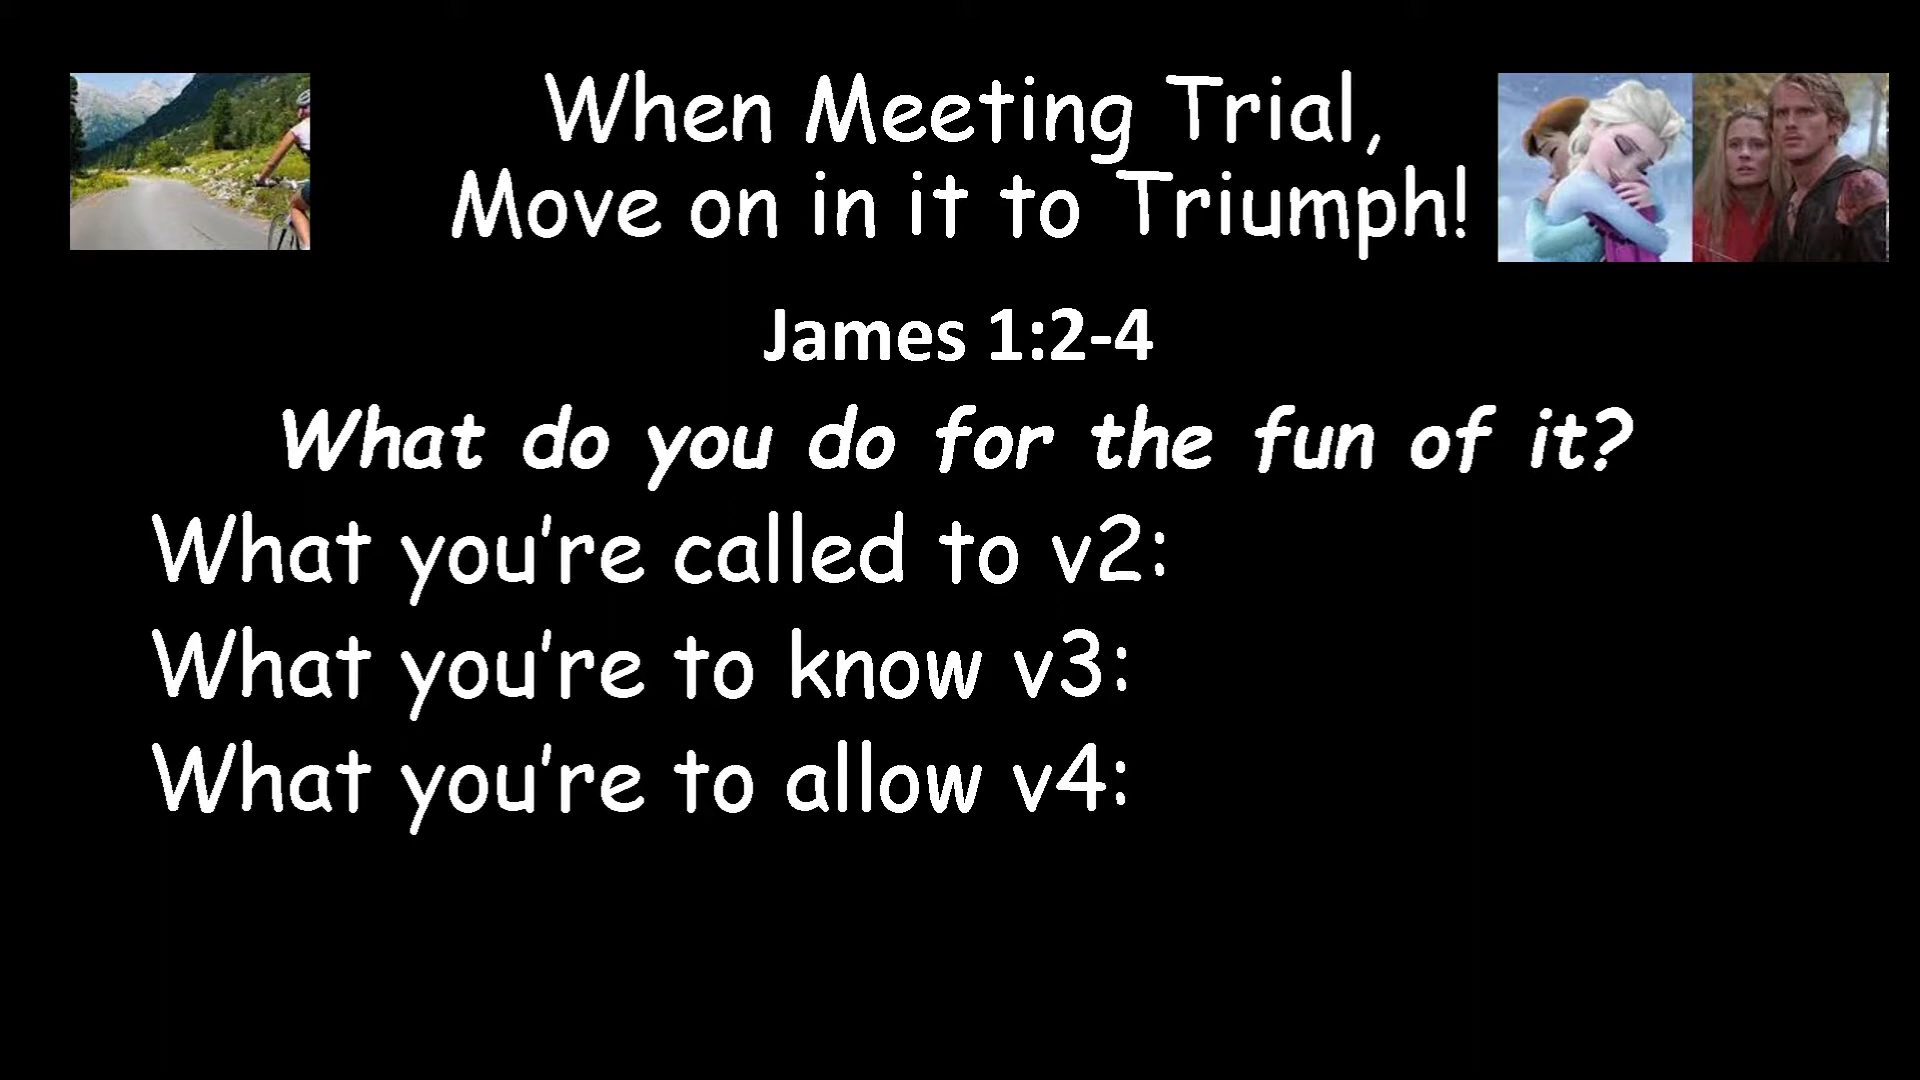 When Meeting Trial,
Move on in it to Triumph!
James 1:2-4
What do you do for the fun of it?
What you're called to v2:
What you're to know v3:
What you're to allow v4: